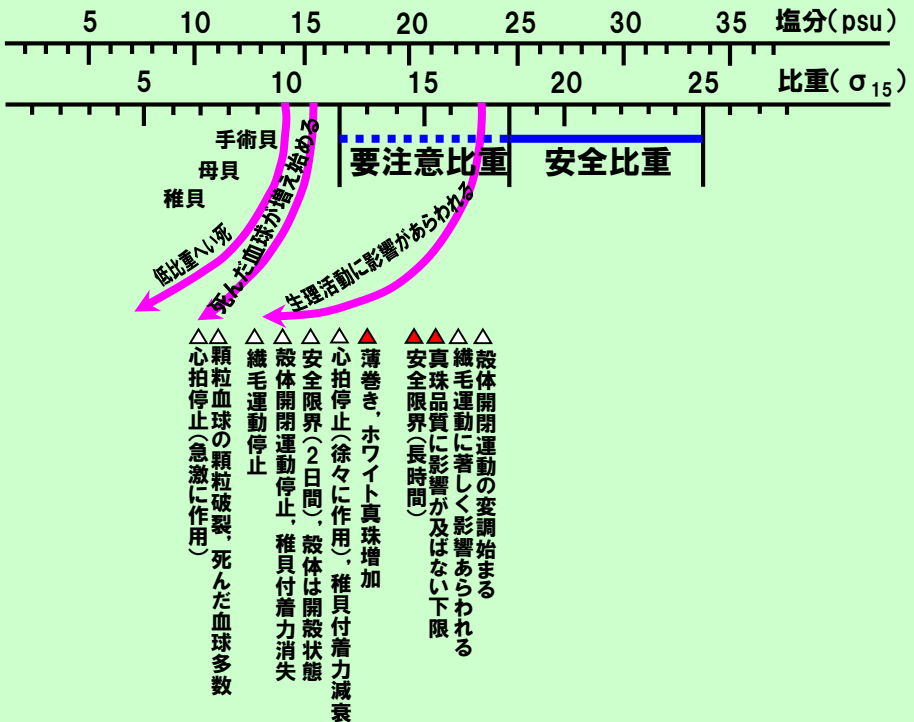 5 10 15 20 25 30 35 塩分(psu)
5 10 15 20 25 比重(σ15)
手術貝
母貝
稚貝
要注意比重
安全比重
低比重へい死
死んだ血球が増え始める
生理活動に影響があらわれる
心拍停止(急激に作用)
顆粒血球の顆粒破裂,死んだ血球多数
繊毛運動停止
殻体開閉運動停止,稚貝付着力消失
安全限界(2日間),殻体は開殻状態
心拍停止(徐々に作用),稚貝付着力減衰
薄巻き,ホワイト真珠増加
安全限界(長時間)
真珠品質に影響が及ばない下限
繊毛運動に著しく影響あらわれる
殻体開閉運動の変調始まる